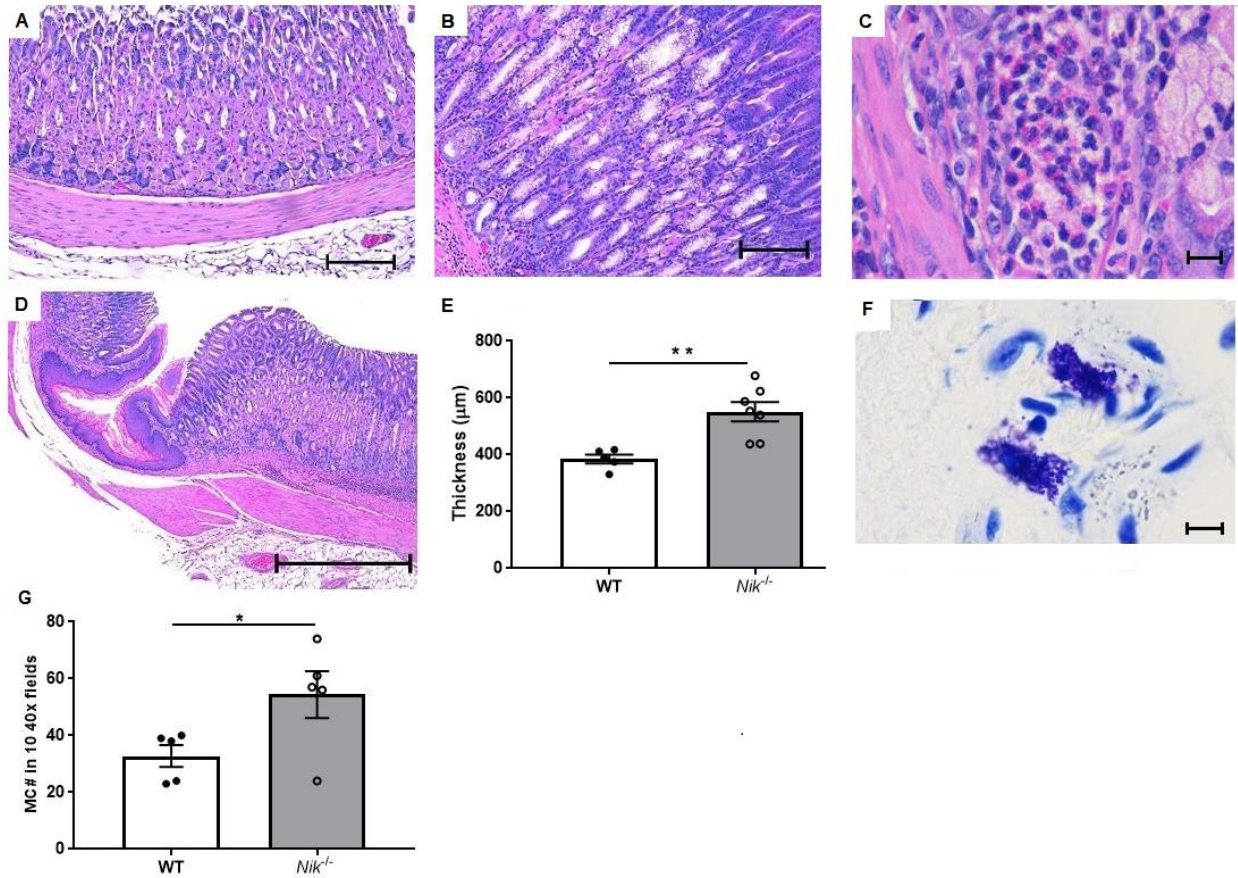 A
B
C
D
E
800
600
400
200
0
Thickness (μm)
* *
WT
Nik-/-
F
G
80
60
40
20
0
MC# in 10 40x fields
*
WT
Nik-/-